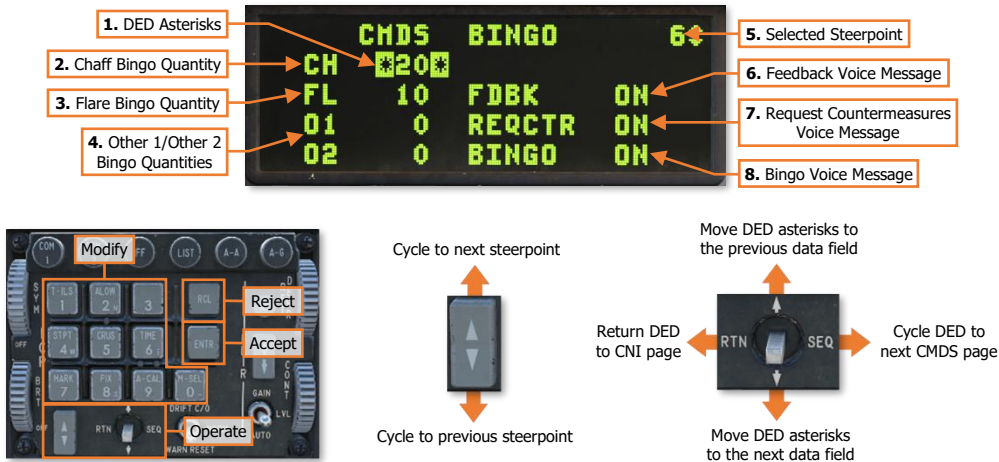 1. DED Asterisks
2. Chaff Bingo Quantity
3. Flare Bingo Quantity
4. Other 1/Other 2
Bingo Quantities
CMDS BINGO 6
CH *20*
FL 10 FDBK ON
O1 0 REQCTR ON
O2 0 BINGO ON
5. Selected Steerpoint
6. Feedback Voice Message
7. Request Countermeasures
Voice Message
8. Bingo Voice Message
COM
1
LIST
A-A
A-G
Modify
T-ILS
1
ALOW
2 N
3
RCL
Reject
STPT
4 W
CRUS
5
TIME
6 E
ENTR
Accept
MARK
7
FIX
8 S
A-CAL
9
M-SEL
0 -
SYM
OFF
BRT
CONT
GAIN
LVL
AUTO
DRIFT C/O
RTN SEQ
Operate
WARN RESET
Cycle to next steerpoint
Cycle to previous steerpoint
Move DED asterisks to
the previous data field
Return DED
to CNI page
RTN SEQ
Cycle DED to
next CMDS page
Move DED asterisks
to the next data field